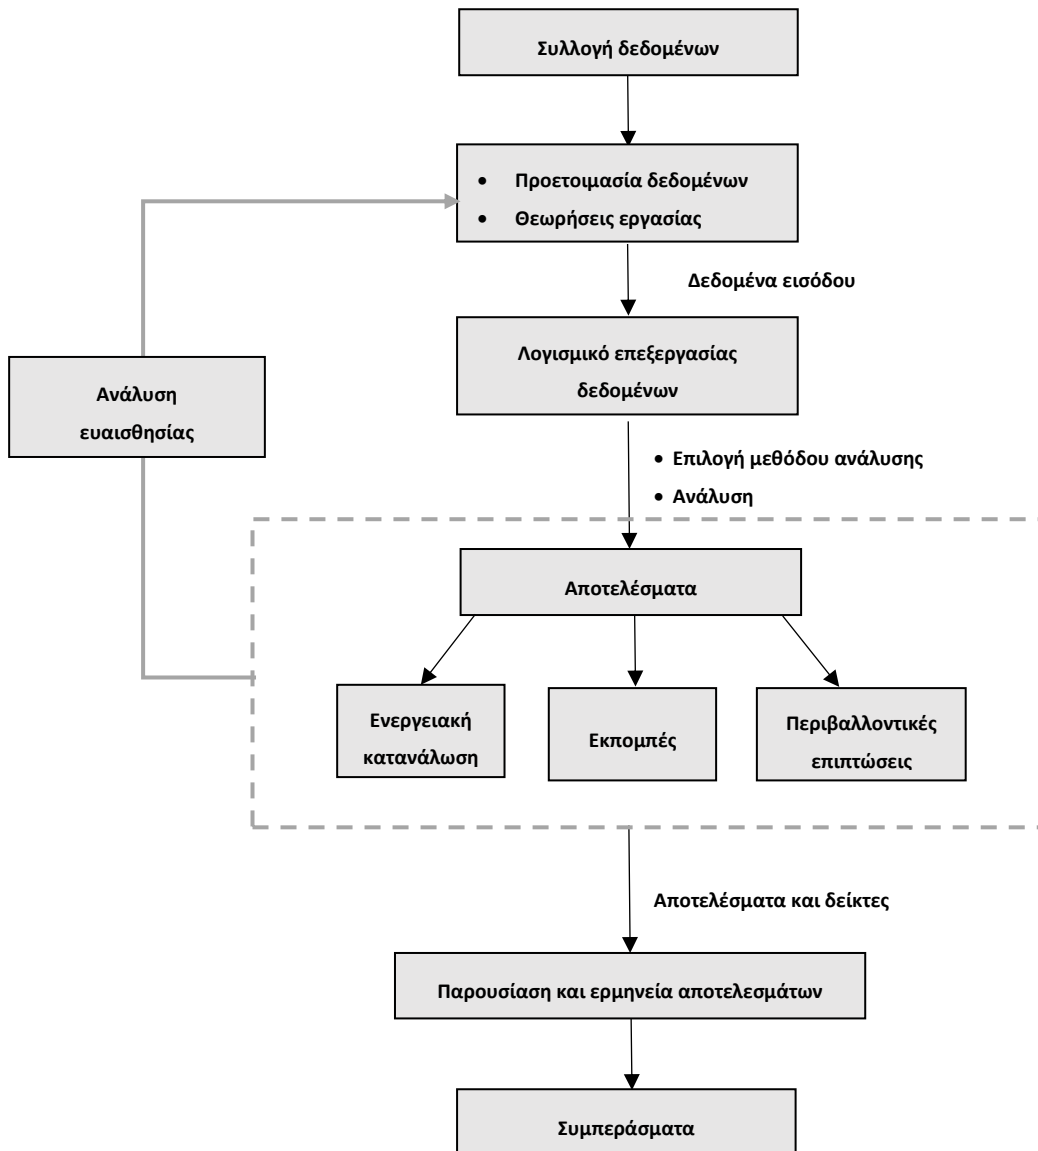 Συλλογή δεδομένων
• Προετοιμασία δεδομένων
• Θεωρήσεις εργασίας
Δεδομένα εισόδου
Λογισμικό επεξεργασίας
δεδομένων
Ανάλυση
ευαισθησίας
• Επιλογή μεθόδου ανάλυσης
• Ανάλυση
Αποτελέσματα
Ενεργειακή
κατανάλωση
Εκπομπές
Περιβαλλοντικές
επιπτώσεις
Αποτελέσματα και δείκτες
Παρουσίαση και ερμηνεία αποτελεσμάτων
Συμπεράσματα